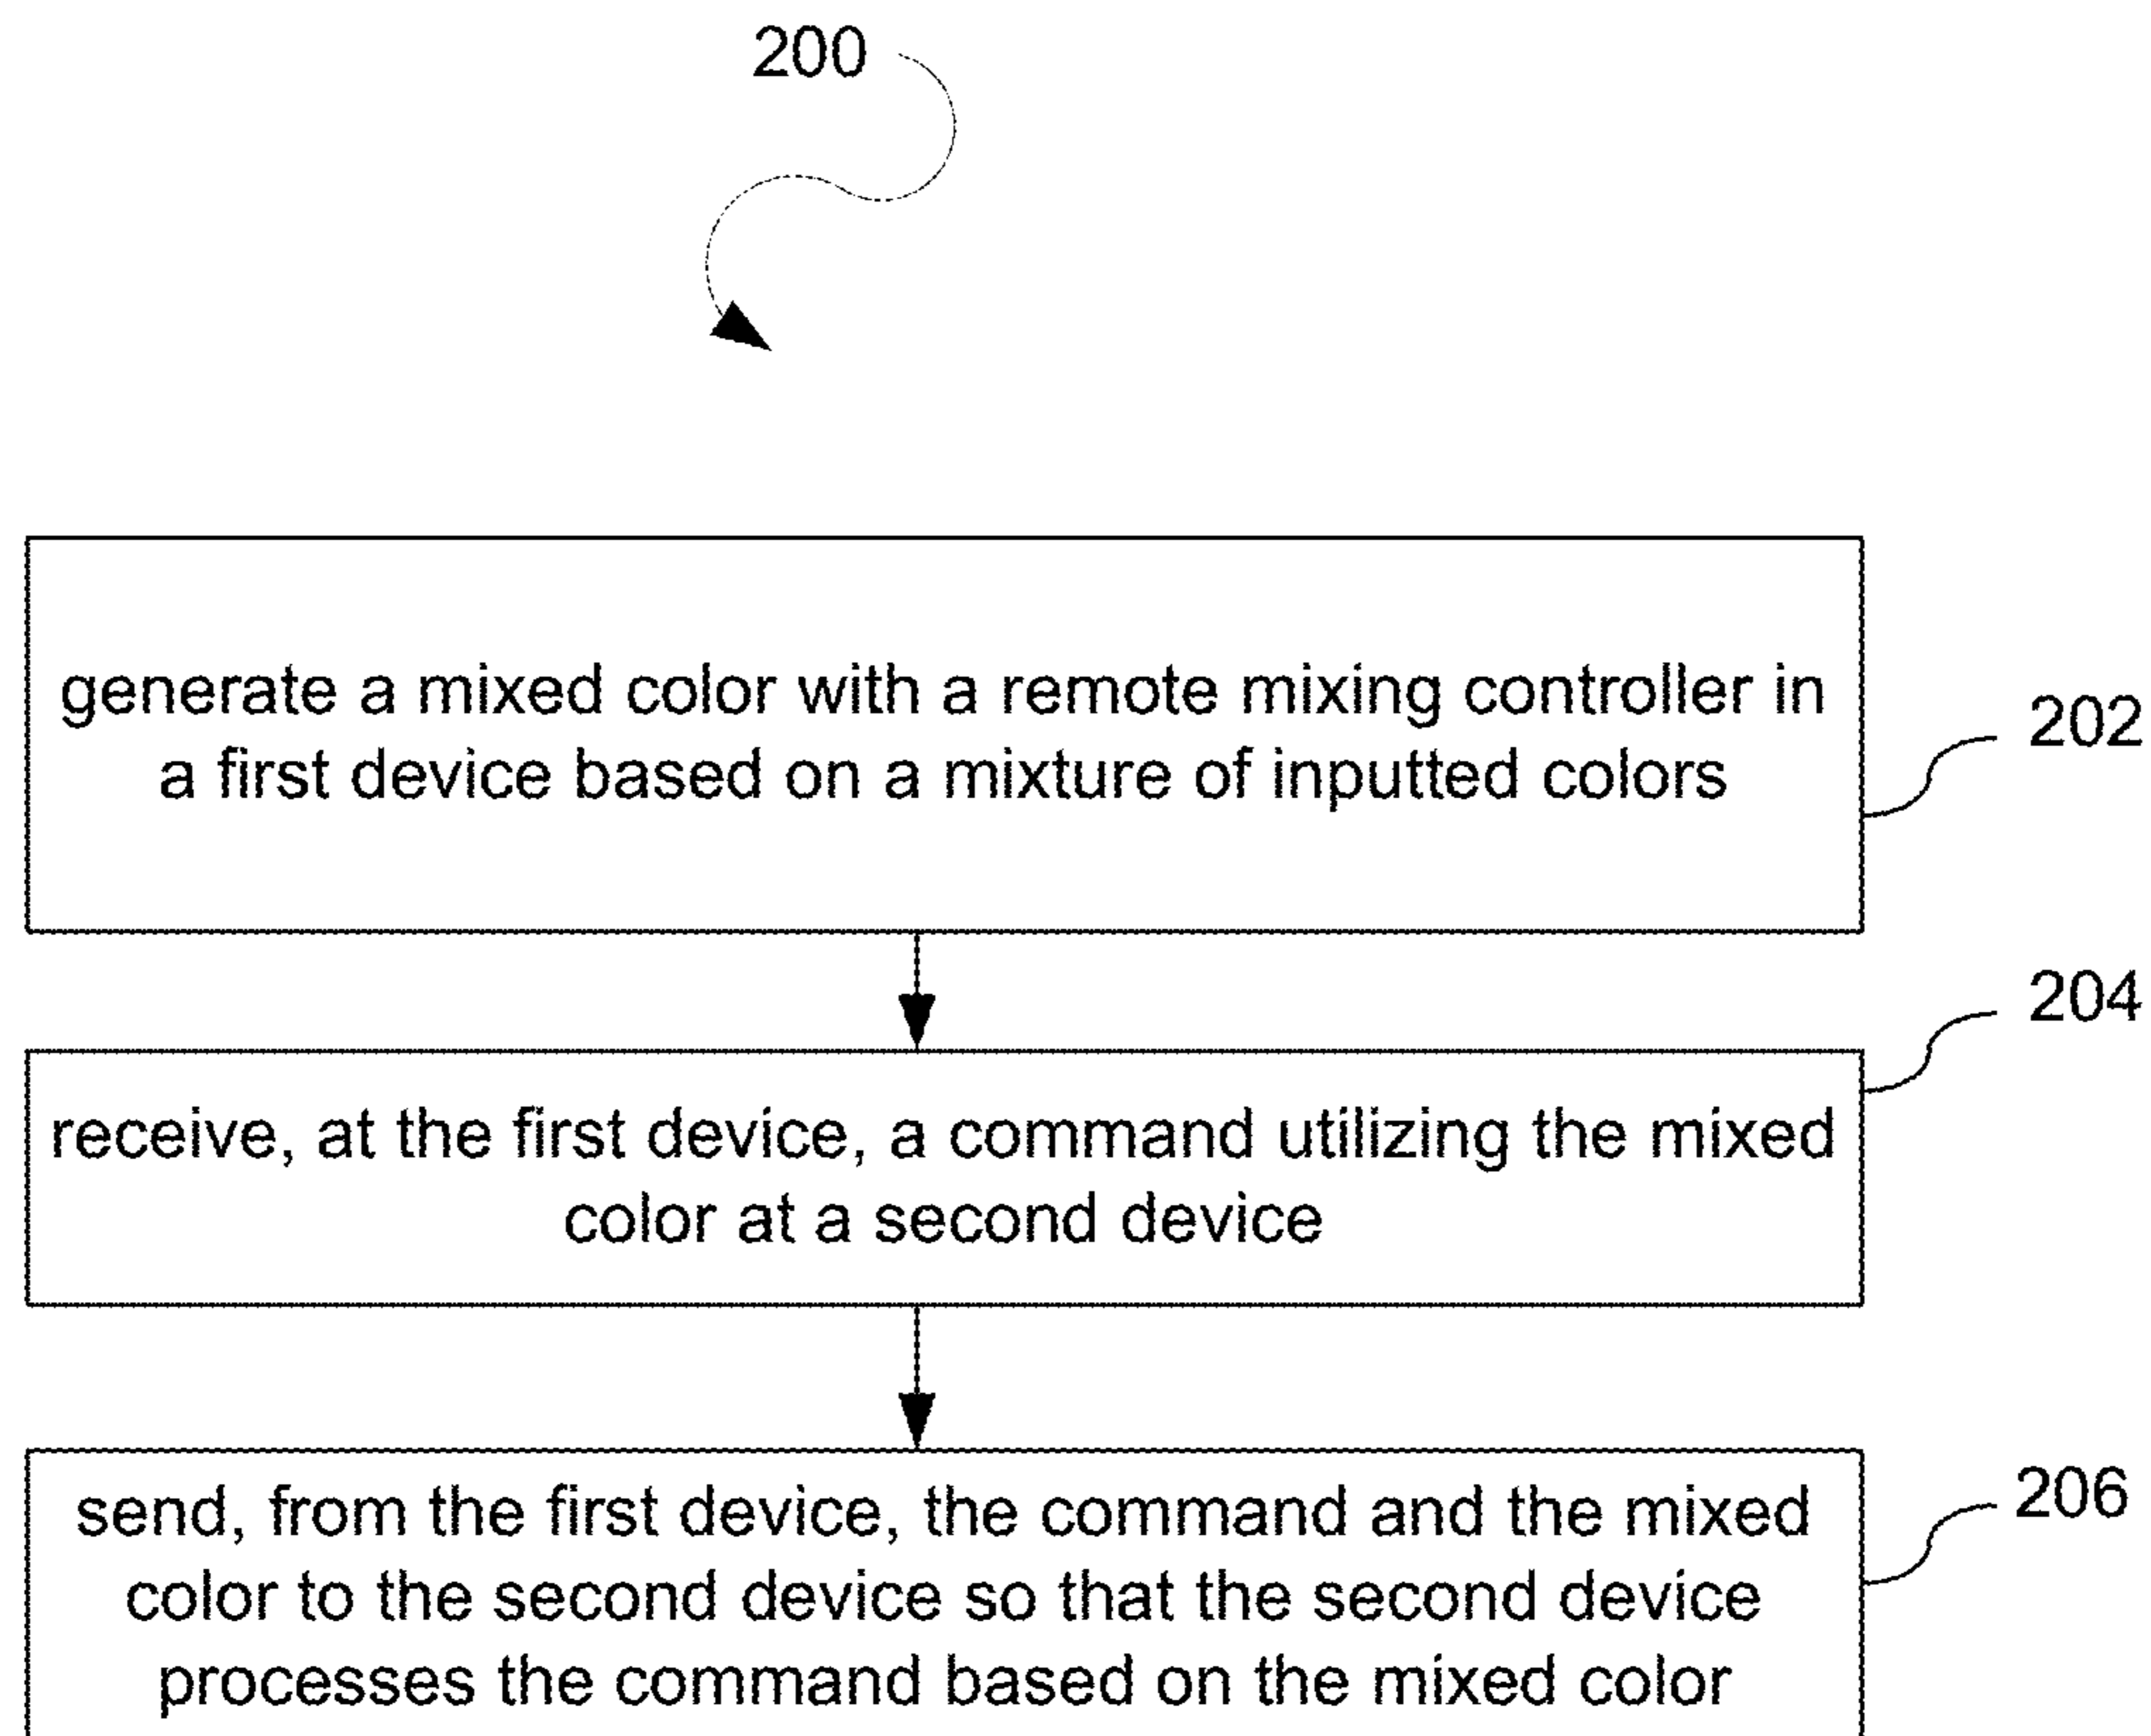 200
generate a mixed color with a remote mixing controller in
a first device based on a mixture of inputted colors
202
receive, at the first device, a command utilizing the mixed
color at a second device
204
send, from the first device, the command and the mixed
color to the second device so that the second device
processes the command based on the mixed color
206